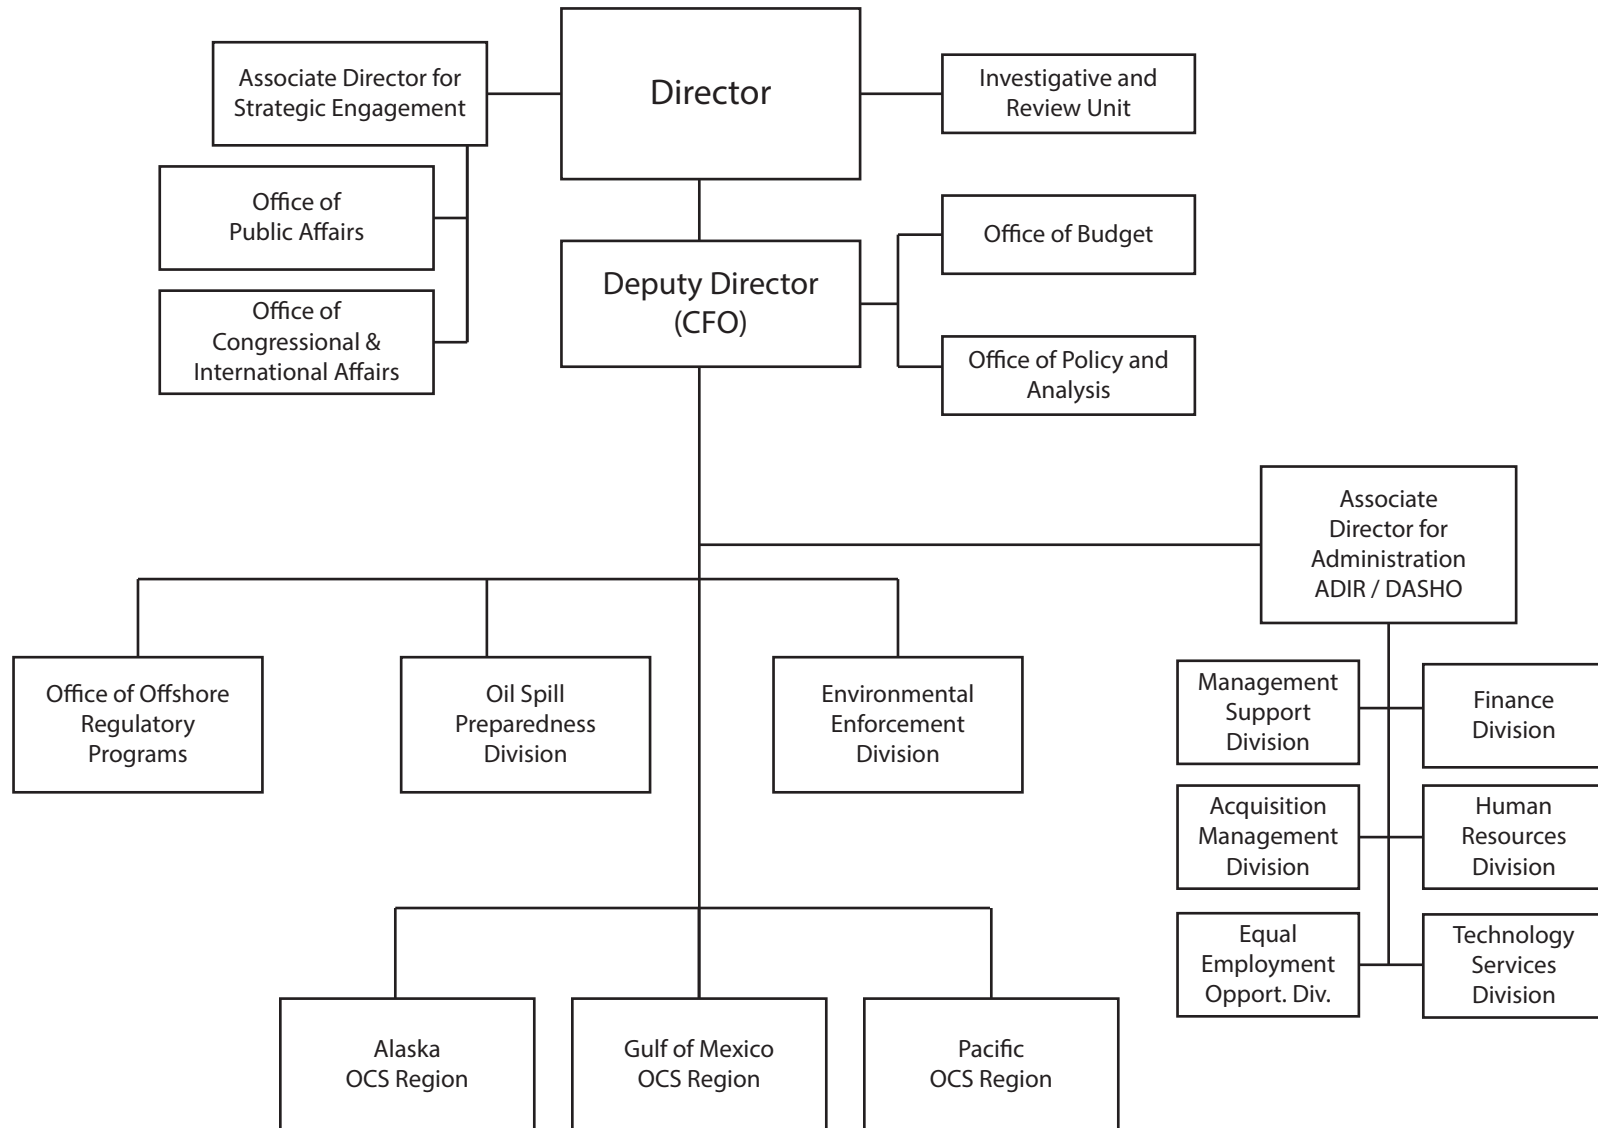 Director
Associate Director for
Strategic Engagement
Investigative and
Review Unit
Office of
Public Affairs
Office of
Congressional &
International Affairs
Deputy Director
(CFO)
Office of Budget
Office of Policy and
Analysis
Associate
Director for
Administration
ADIR / DASHO
Office of Offshore
Regulatory
Programs
Oil Spill
Preparedness
Division
Environmental
Enforcement
Division
Management
Support
Division
Finance
Division
Acquisition
Management
Division
Human
Resources
Division
Equal
Employment
Opport. Div.
Technology
Services
Division
Alaska
OCS Region
Gulf of Mexico
OCS Region
Pacific
OCS Region